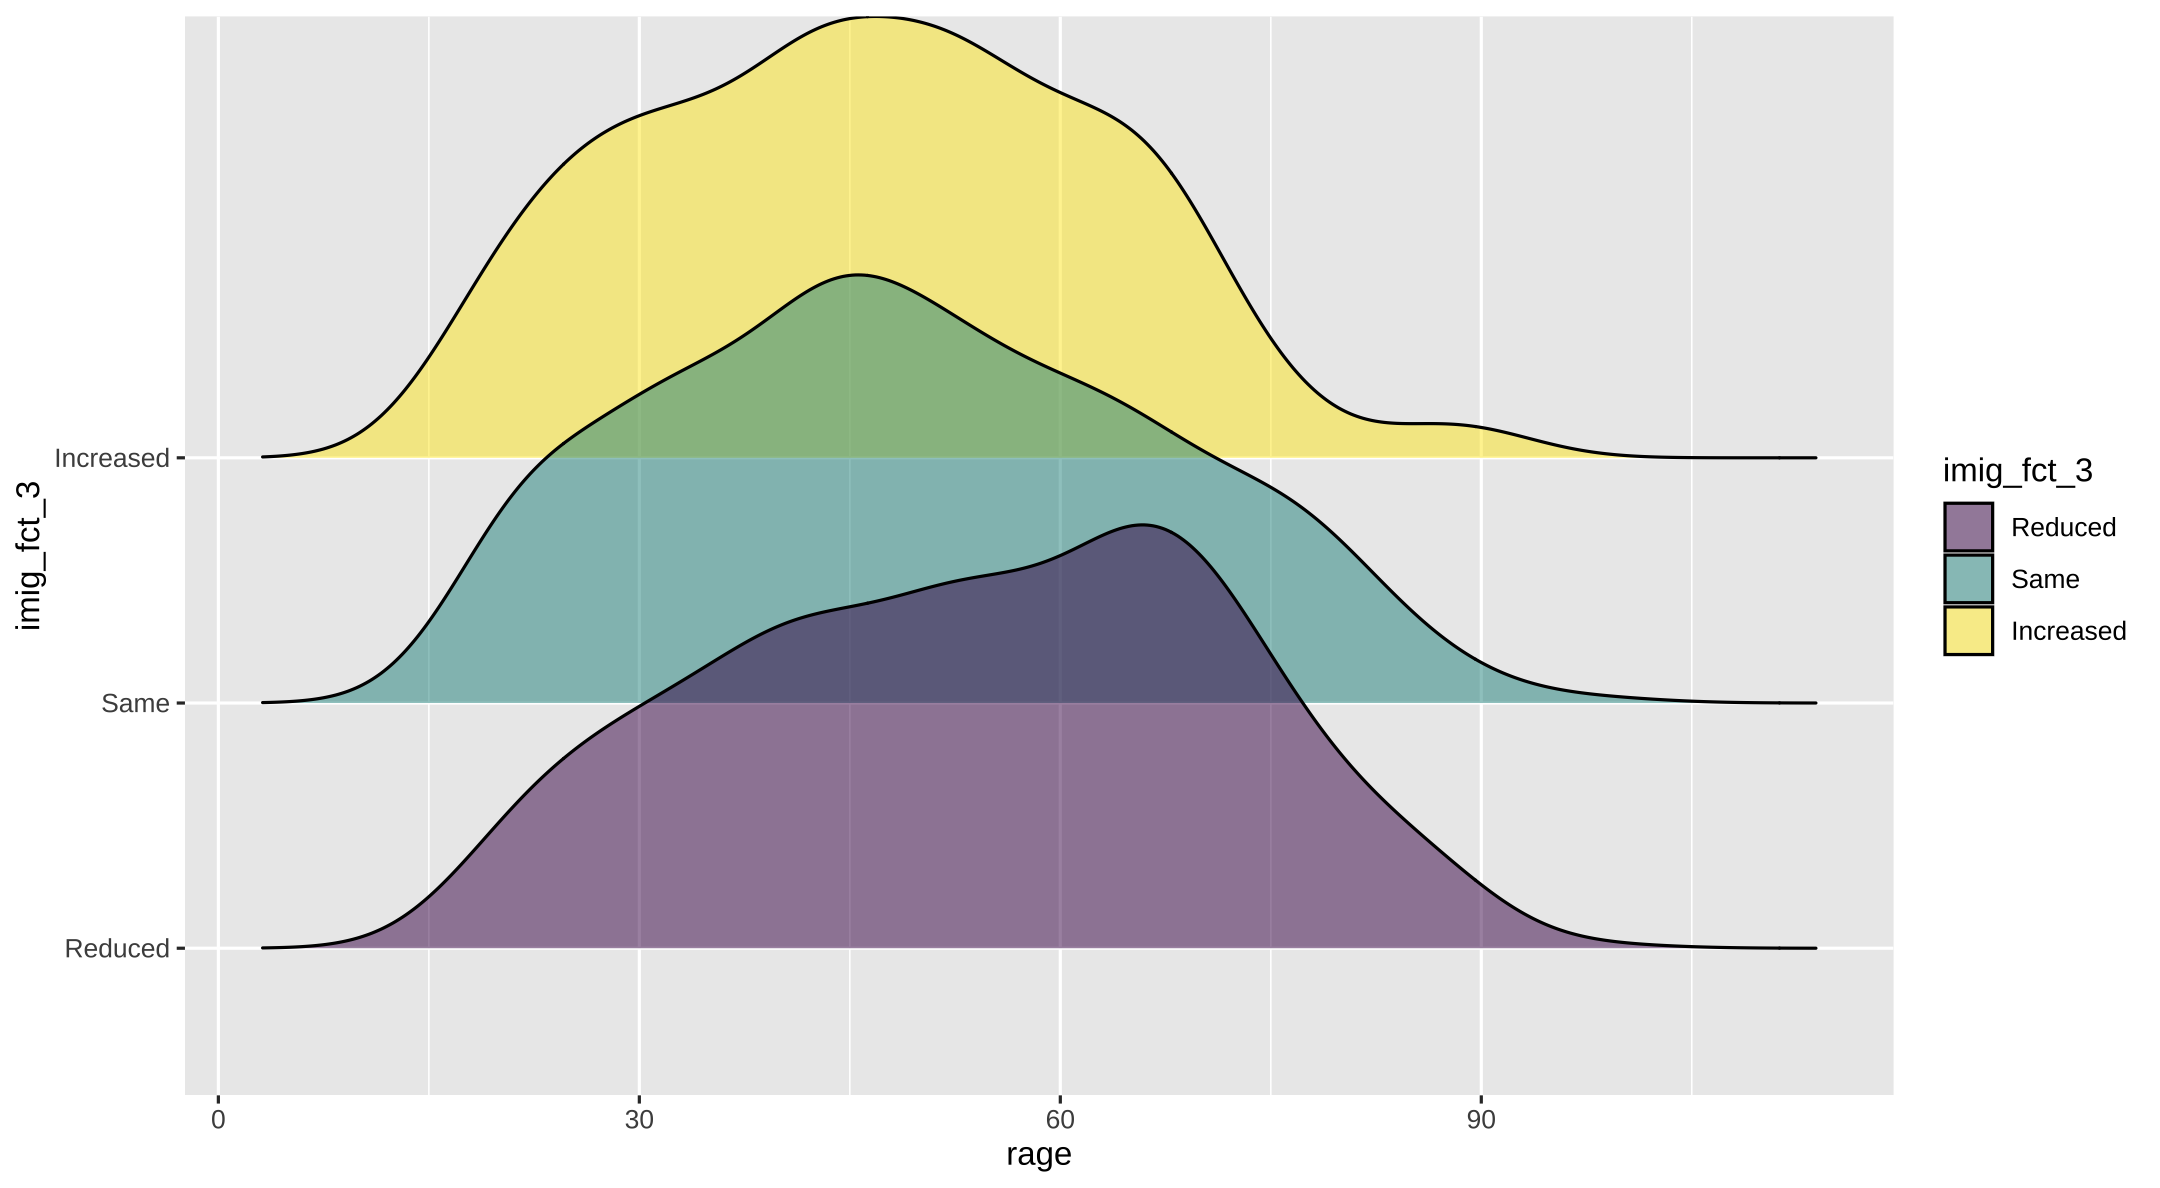 imig_fct_3
Increased
Same
Reduced
0 30 60 90
rage
imig_fct_3
Reduced
Same
Increased